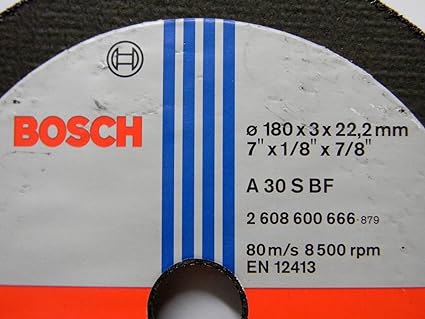 BOSCH
ø 180 x 3 x 22,2 mm
7" x 1/8" x 7/8"
A 30 S BF
2 608 600 666-879
80 m/s 8 500 rpm
EN 12413